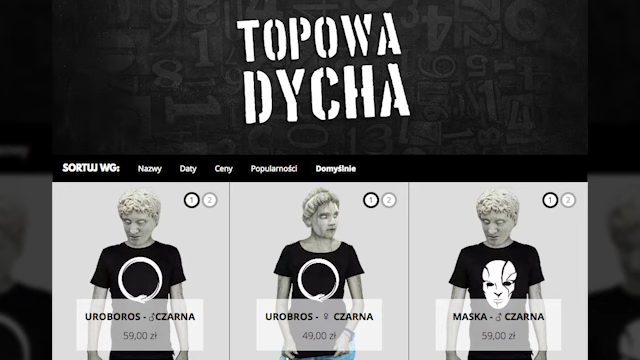 TOPOWA
DYCHA
SORTUJ WG: Nazwy Daty Ceny Popularności Domyślnie
1 2
1 2
1 2
UROBOROS - ♂CZARNA
59,00 zł
UROBROS - ♀ CZARNA
49,00 zł
MASKA - ♂ CZARNA
59,00 zł